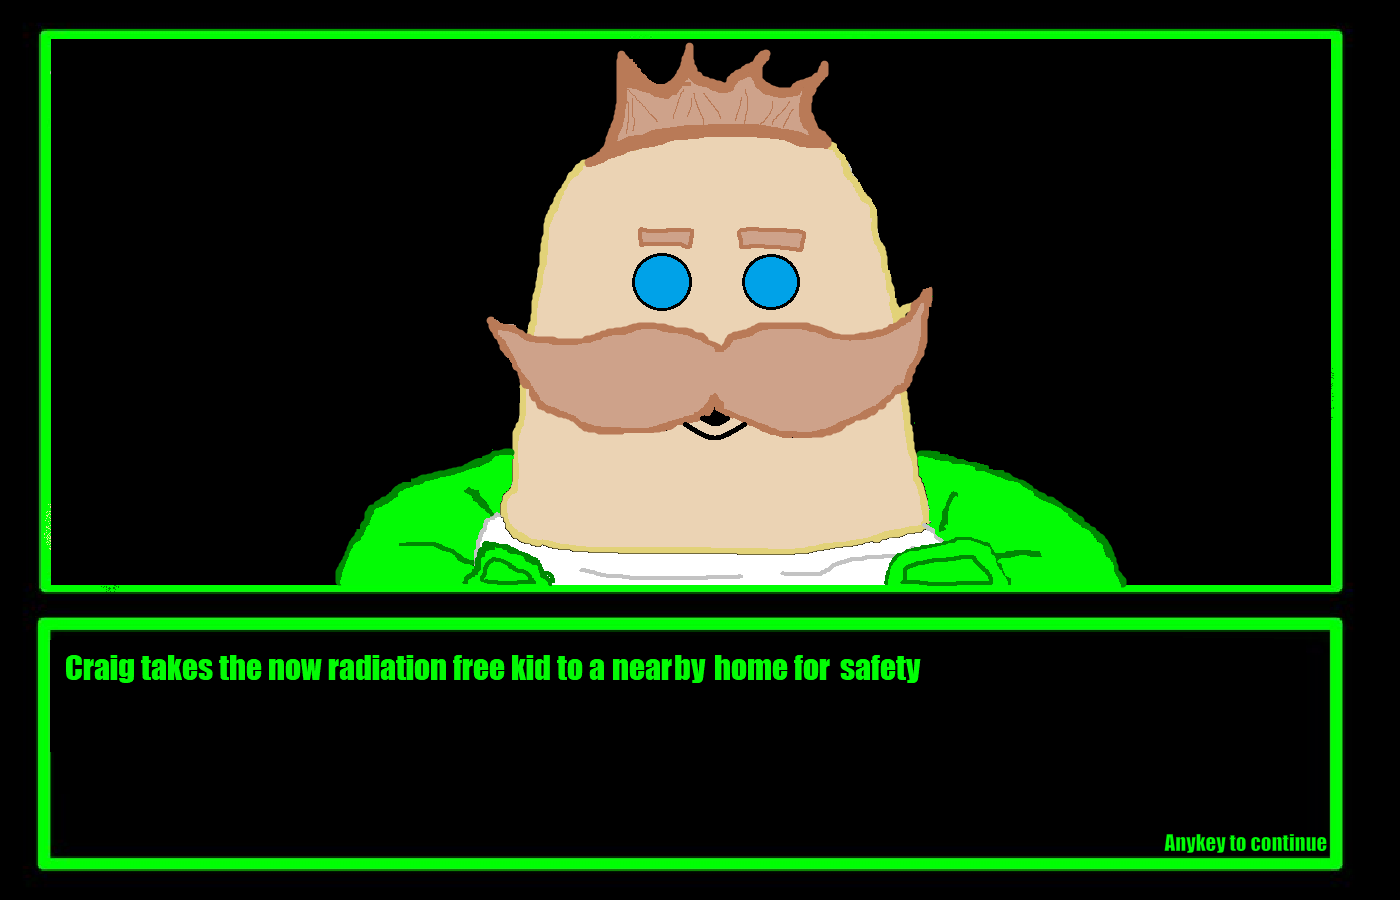 Craig takes the now radiation free kid to a nearby home for safety
Anykey to continue